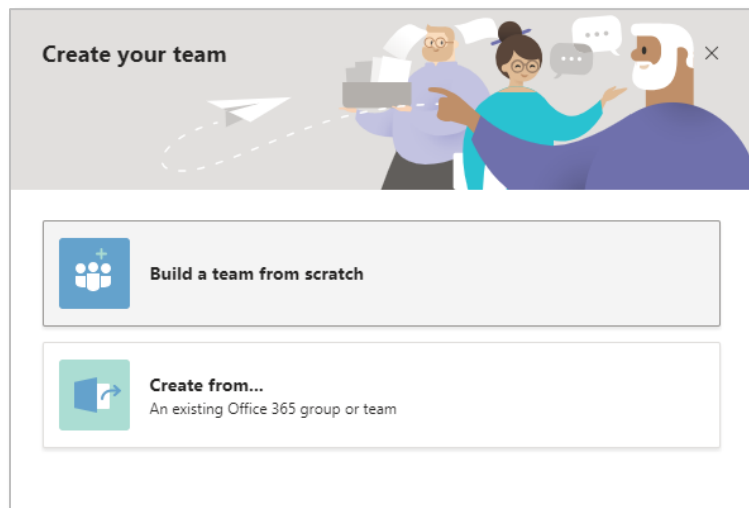 Create your team
Build a team from scratch
Create from...
An existing Office 365 group or team